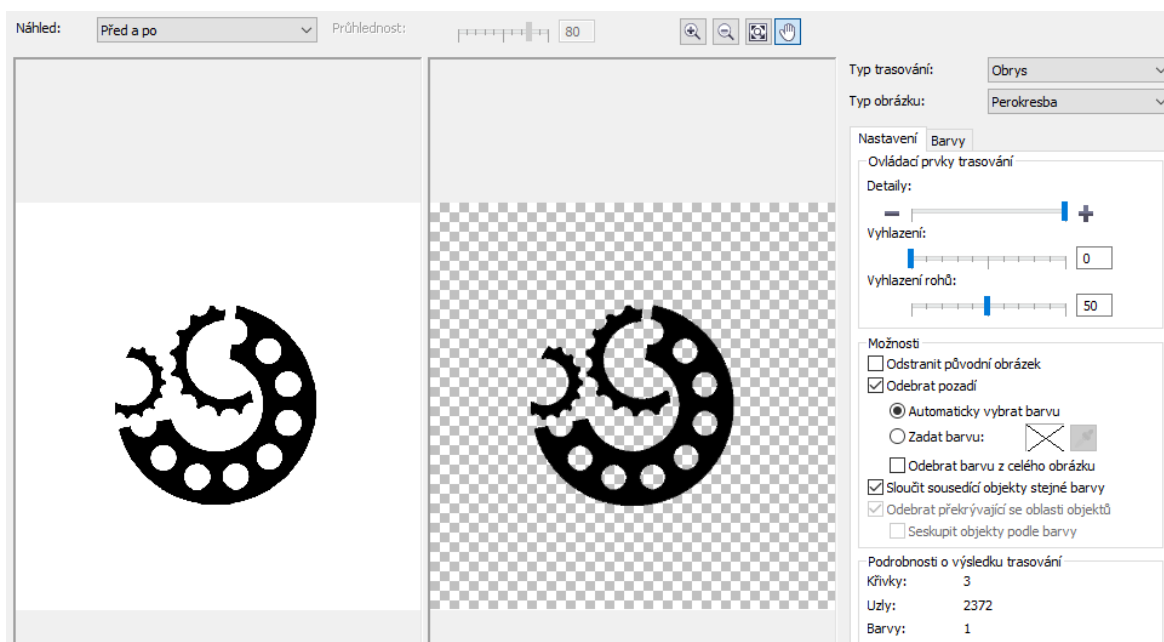 Náhled: Před a po Průhlednost: 80
Typ trasování: Obrys
Typ obrázku: Perokresba
Nastavení Barvy
Ovládací prvky trasování
Detaily:
Vyhlazení:
0
Vyhlazení rohů:
50
Možnosti
Odstranit původní obrázek
Odebrat pozadí
Automaticky vybrat barvu
Zadat barvu:
Odebrat barvu z celého obrázku
Sloučit sousedící objekty stejné barvy
Odebrat překrývající se oblasti objektů
Seskupit objekty podle barvy
Podrobnosti o výsledku trasování
Křivky: 3
Uzly: 2372
Barvy: 1